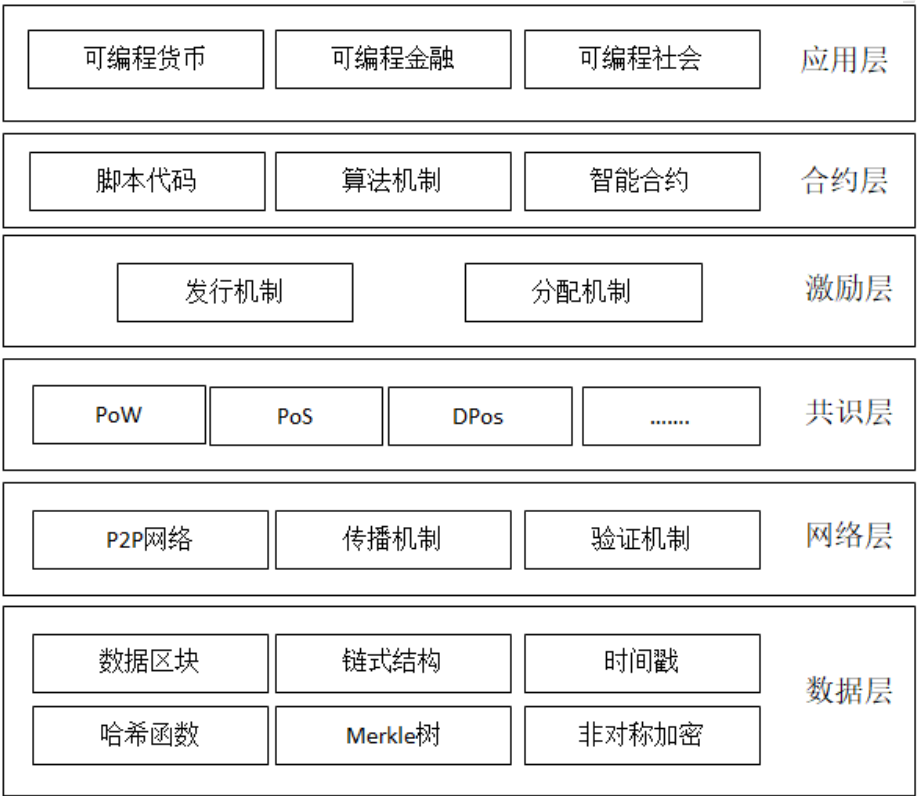 可编程货币 可编程金融 可编程社会 应用层
脚本代码 算法机制 智能合约 合约层
发行机制 分配机制 激励层
PoW PoS DPos ....... 共识层
P2P网络 传播机制 验证机制 网络层
数据区块 链式结构 时间戳
数据层
哈希函数 Merkle树 非对称加密